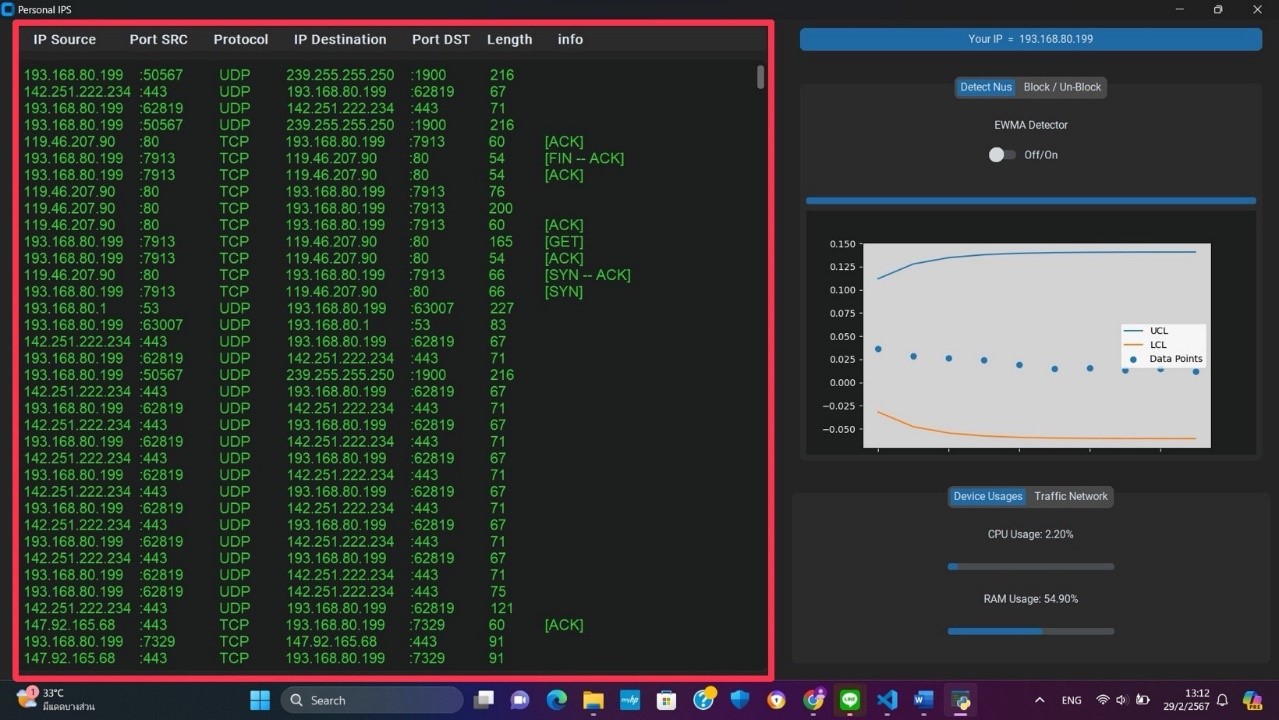 Personal IPS
IP Source Port SRC Protocol IP Destination Port DST Length info
193.168.80.199 :50567 UDP 239.255.255.250 :1900 216
142.251.222.234 :443 UDP 193.168.80.199 :62819 67
193.168.80.199 :62819 UDP 142.251.222.234 :443 71
193.168.80.199 :50567 UDP 239.255.255.250 :1900 216
119.46.207.90 :80 TCP 193.168.80.199 :7913 60 [ACK]
193.168.80.199 :7913 TCP 119.46.207.90 :80 54 [FIN -- ACK]
193.168.80.199 :7913 TCP 119.46.207.90 :80 54 [ACK]
119.46.207.90 :80 TCP 193.168.80.199 :7913 76
119.46.207.90 :80 TCP 193.168.80.199 :7913 200
119.46.207.90 :80 TCP 193.168.80.199 :7913 60 [ACK]
193.168.80.199 :7913 TCP 119.46.207.90 :80 165 [GET]
193.168.80.199 :7913 TCP 119.46.207.90 :80 54 [ACK]
119.46.207.90 :80 TCP 193.168.80.199 :7913 66 [SYN -- ACK]
193.168.80.199 :7913 TCP 119.46.207.90 :80 66 [SYN]
193.168.80.1 :53 UDP 193.168.80.199 :63007 227
193.168.80.199 :63007 UDP 193.168.80.1 :53 83
142.251.222.234 :443 UDP 193.168.80.199 :62819 67
193.168.80.199 :62819 UDP 142.251.222.234 :443 71
193.168.80.199 :50567 UDP 239.255.255.250 :1900 216
142.251.222.234 :443 UDP 193.168.80.199 :62819 67
193.168.80.199 :62819 UDP 142.251.222.234 :443 71
142.251.222.234 :443 UDP 193.168.80.199 :62819 67
193.168.80.199 :62819 UDP 142.251.222.234 :443 71
142.251.222.234 :443 UDP 193.168.80.199 :62819 67
193.168.80.199 :62819 UDP 142.251.222.234 :443 71
142.251.222.234 :443 UDP 193.168.80.199 :62819 67
193.168.80.199 :62819 UDP 142.251.222.234 :443 71
142.251.222.234 :443 UDP 193.168.80.199 :62819 67
193.168.80.199 :62819 UDP 142.251.222.234 :443 71
142.251.222.234 :443 UDP 193.168.80.199 :62819 67
193.168.80.199 :62819 UDP 142.251.222.234 :443 71
193.168.80.199 :62819 UDP 142.251.222.234 :443 75
142.251.222.234 :443 UDP 193.168.80.199 :62819 121
147.92.165.68 :443 TCP 193.168.80.199 :7329 60 [ACK]
193.168.80.199 :7329 TCP 147.92.165.68 :443 91
147.92.165.68 :443 TCP 193.168.80.199 :7329 91
Your IP = 193.168.80.199
Detect Nus Block / Un-Block
EWMA Detector
Off/On
0.150
0.125
0.100
0.075
0.050
0.025
0.000
−0.025
−0.050
UCL
LCL
Data Points
Device Usages Traffic Network
CPU Usage: 2.20%
RAM Usage: 54.90%
1
33°C
มีแดดบางส่วน
Search
myhp
ENG
13:12
29/2/2567
PRE